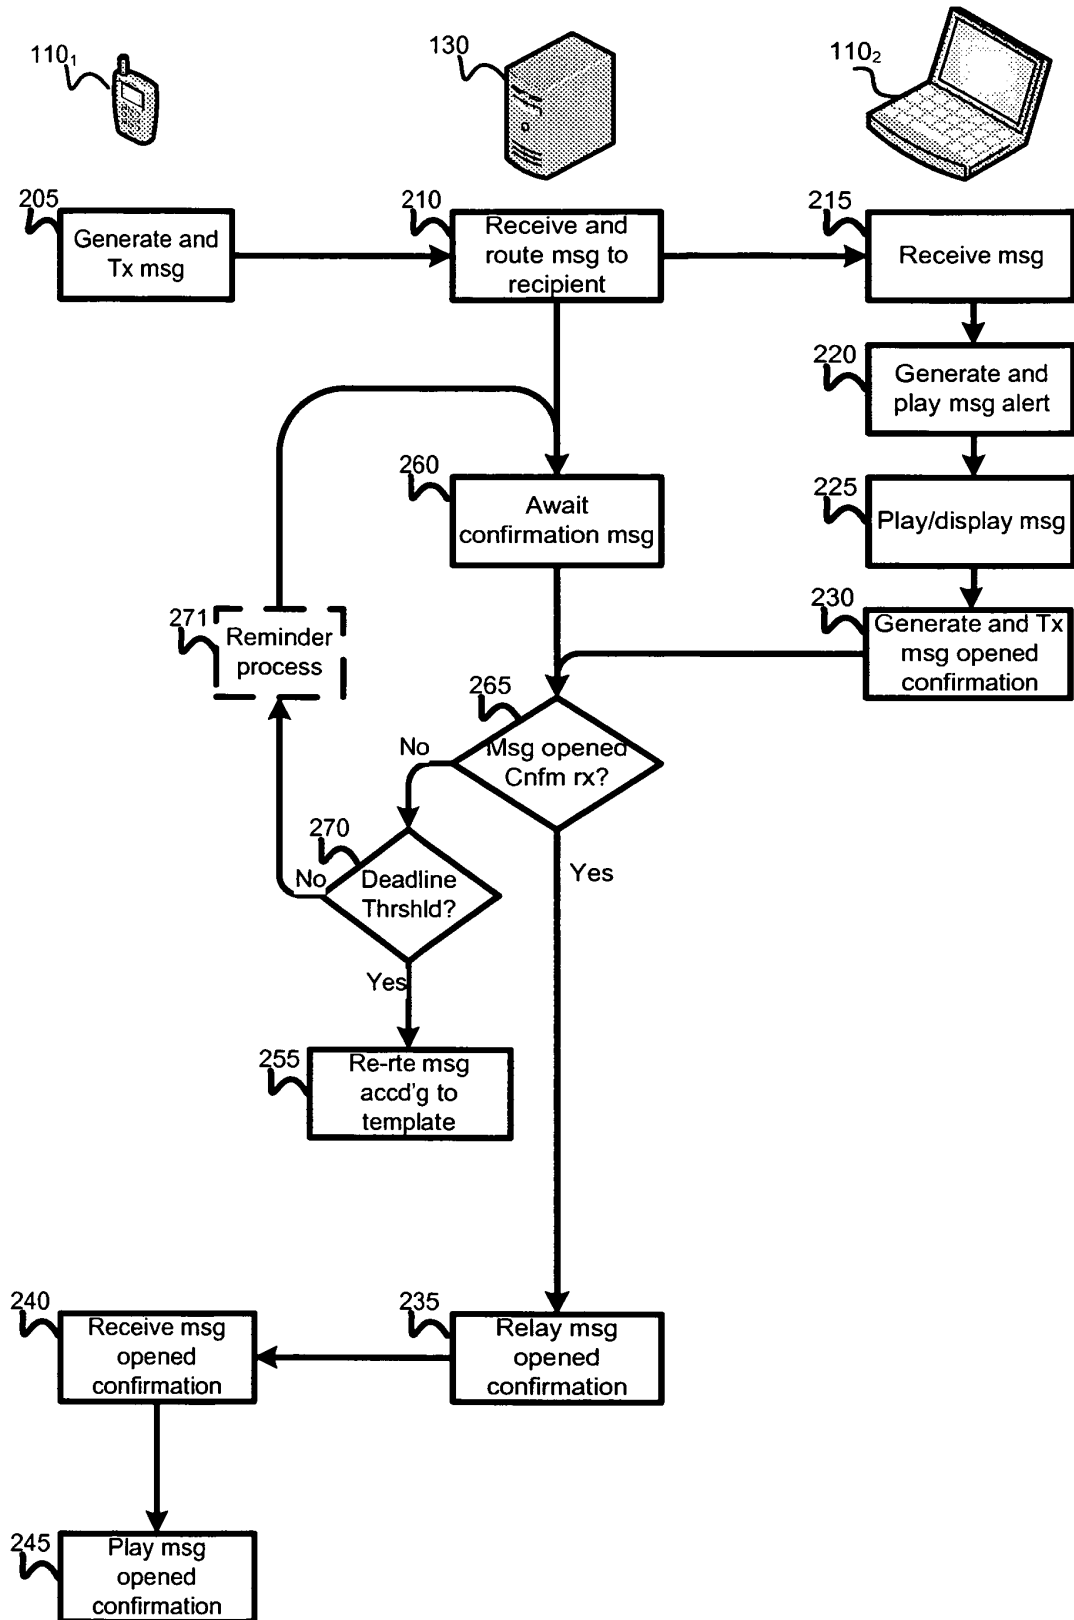 110₁
130
110₂
205
Generate and
Tx msg
210
Receive and
route msg to
recipient
215
Receive msg
220
Generate and
play msg alert
260
Await
confirmation msg
225
Play/display msg
271
Reminder
process
230
Generate and Tx
msg opened
confirmation
265
Msg opened
Cnfm rx?
No
270
Deadline
Thrshld?
No
Yes
Yes
255
Re-rte msg
accd'g to
template
240
Receive msg
opened
confirmation
235
Relay msg
opened
confirmation
245
Play msg
opened
confirmation